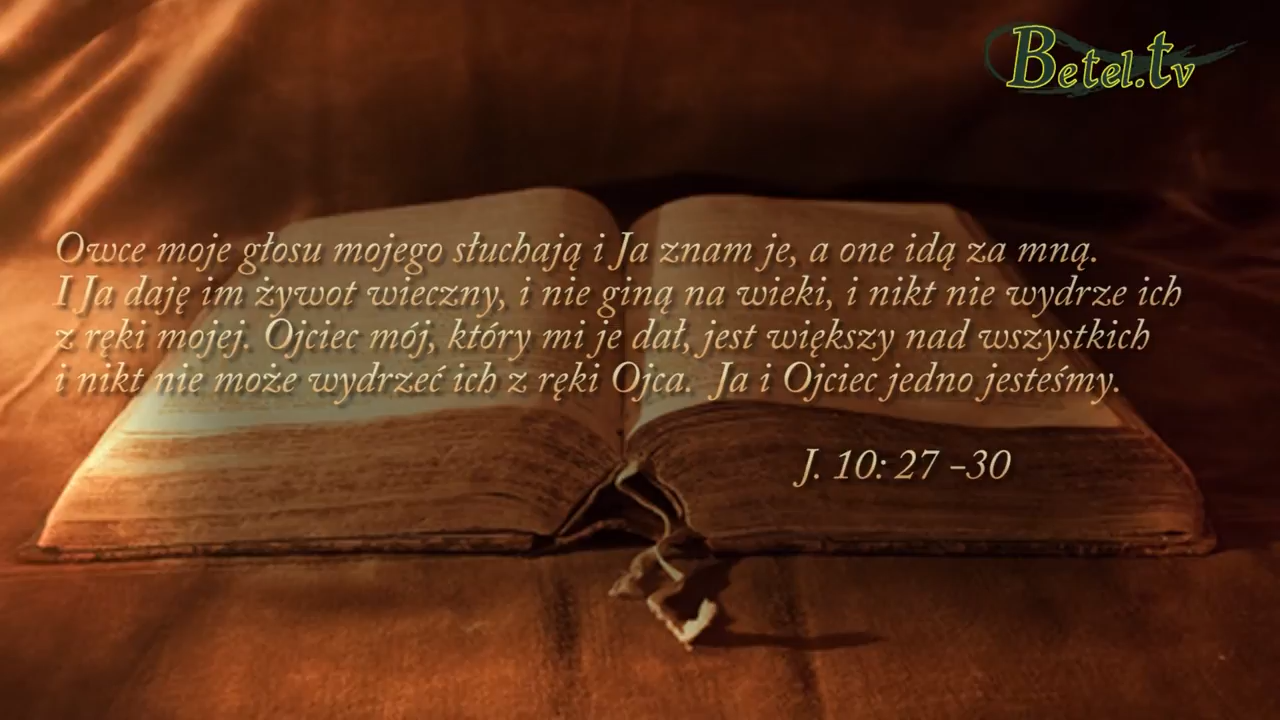 Betel.tv
Owce moje głosu mojego słuchają i Ja znam je, a one idą za mną.
I Ja daję im żywot wieczny, i nie giną na wieki, i nikt nie wydrze ich
z ręki mojej. Ojciec mój, który mi je dał, jest większy nad wszystkich
i nikt nie może wydrzeć ich z ręki Ojca. Ja i Ojciec jedno jesteśmy.
J. 10: 27 -30